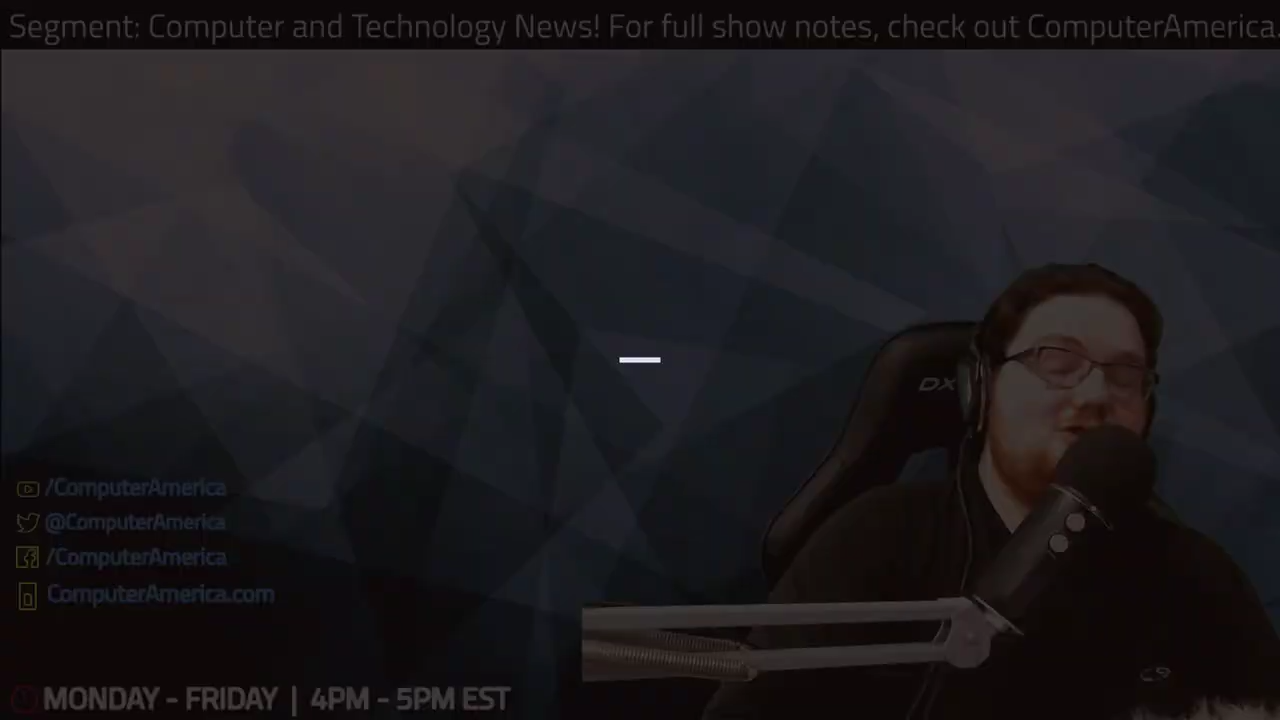 Segment: Computer and Technology News! For full show notes, check out ComputerAmerica.
DX
/ComputerAmerica
@ComputerAmerica
/ComputerAmerica
ComputerAmerica.com
MONDAY - FRIDAY | 4PM - 5PM EST